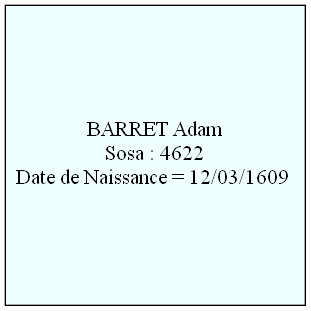 BARRET Adam
Sosa : 4622
Date de Naissance = 12/03/1609